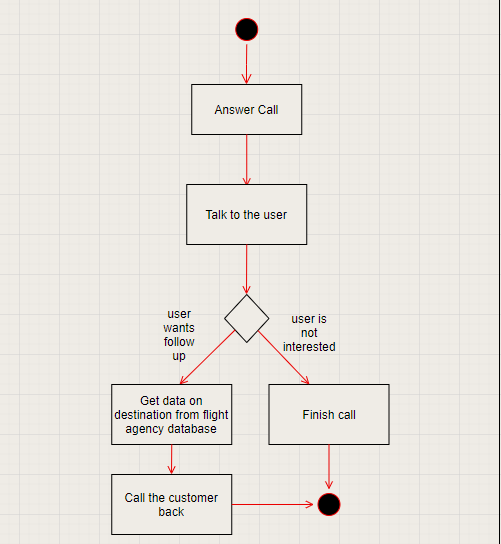 Answer Call
Talk to the user
user
wants
follow
up
user is
not
interested
Get data on
destination from flight
agency database
Finish call
Call the customer
back